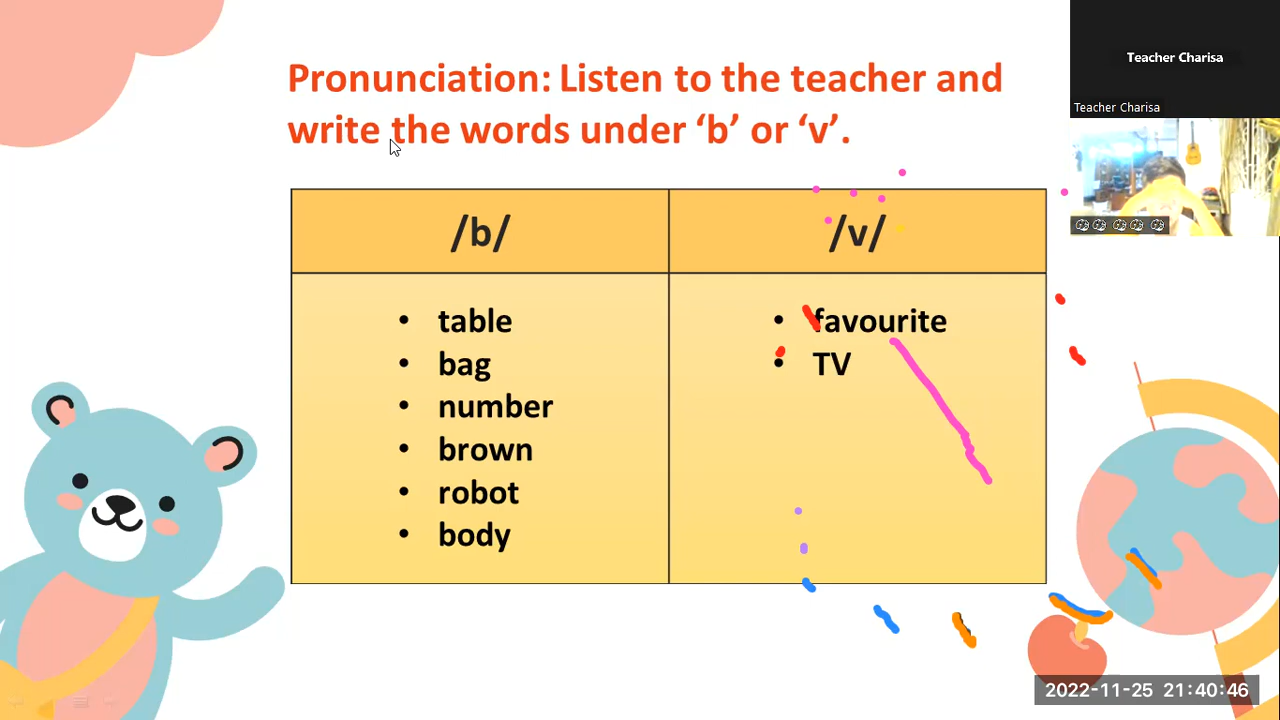 Pronunciation: Listen to the teacher and
write the words under ‘b’ or ‘v’.
/b/
/v/
• table
• bag
• number
• brown
• robot
• body
• favourite
• TV
Teacher Charisa
Teacher Charisa
2022-11-25 21:40:46